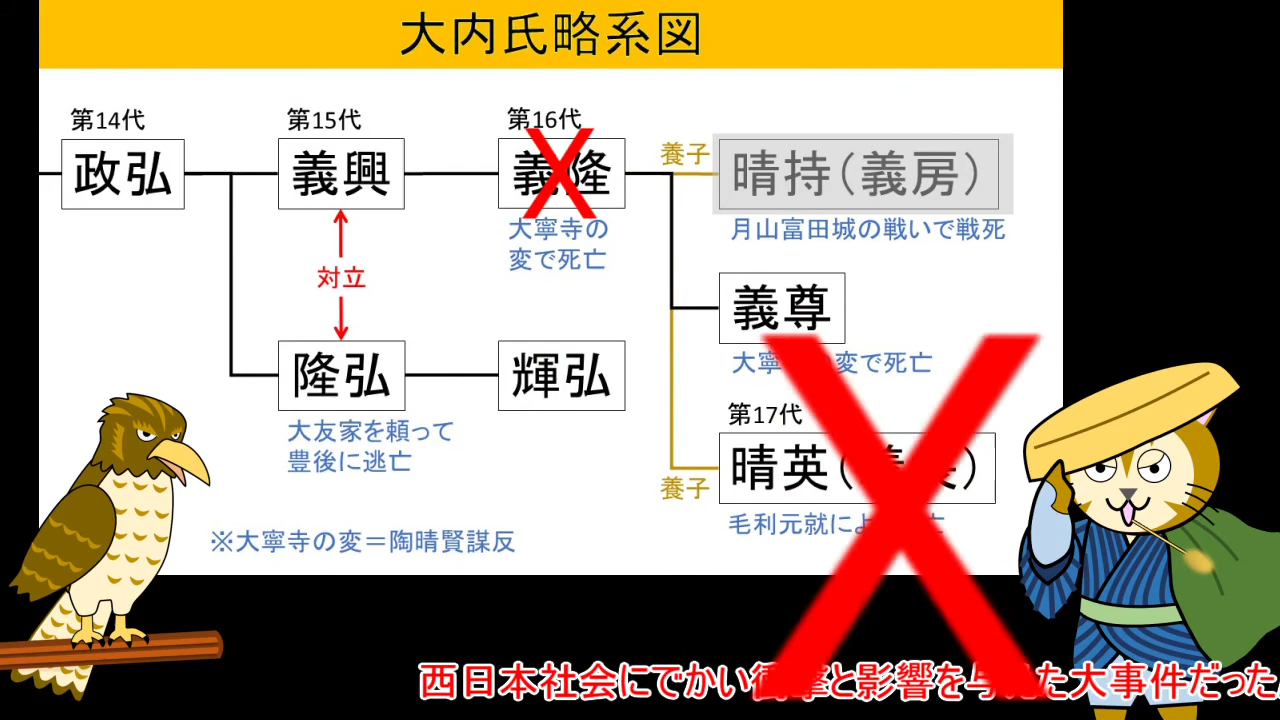 大内氏略系図
第14代
政弘
第15代
義興
第16代
義隆
大寧寺の
変で死亡
養子
晴持（義房）
月山富田城の戦いで戦死
対立
義尊
大寧 変で死亡
隆弘
大友家を頼って
豊後に逃亡
輝弘
第17代
晴英（ ）
養子
毛利元就に
※大寧寺の変＝陶晴賢謀反
西日本社会にでかい衝撃と影響を与えた大事件だった